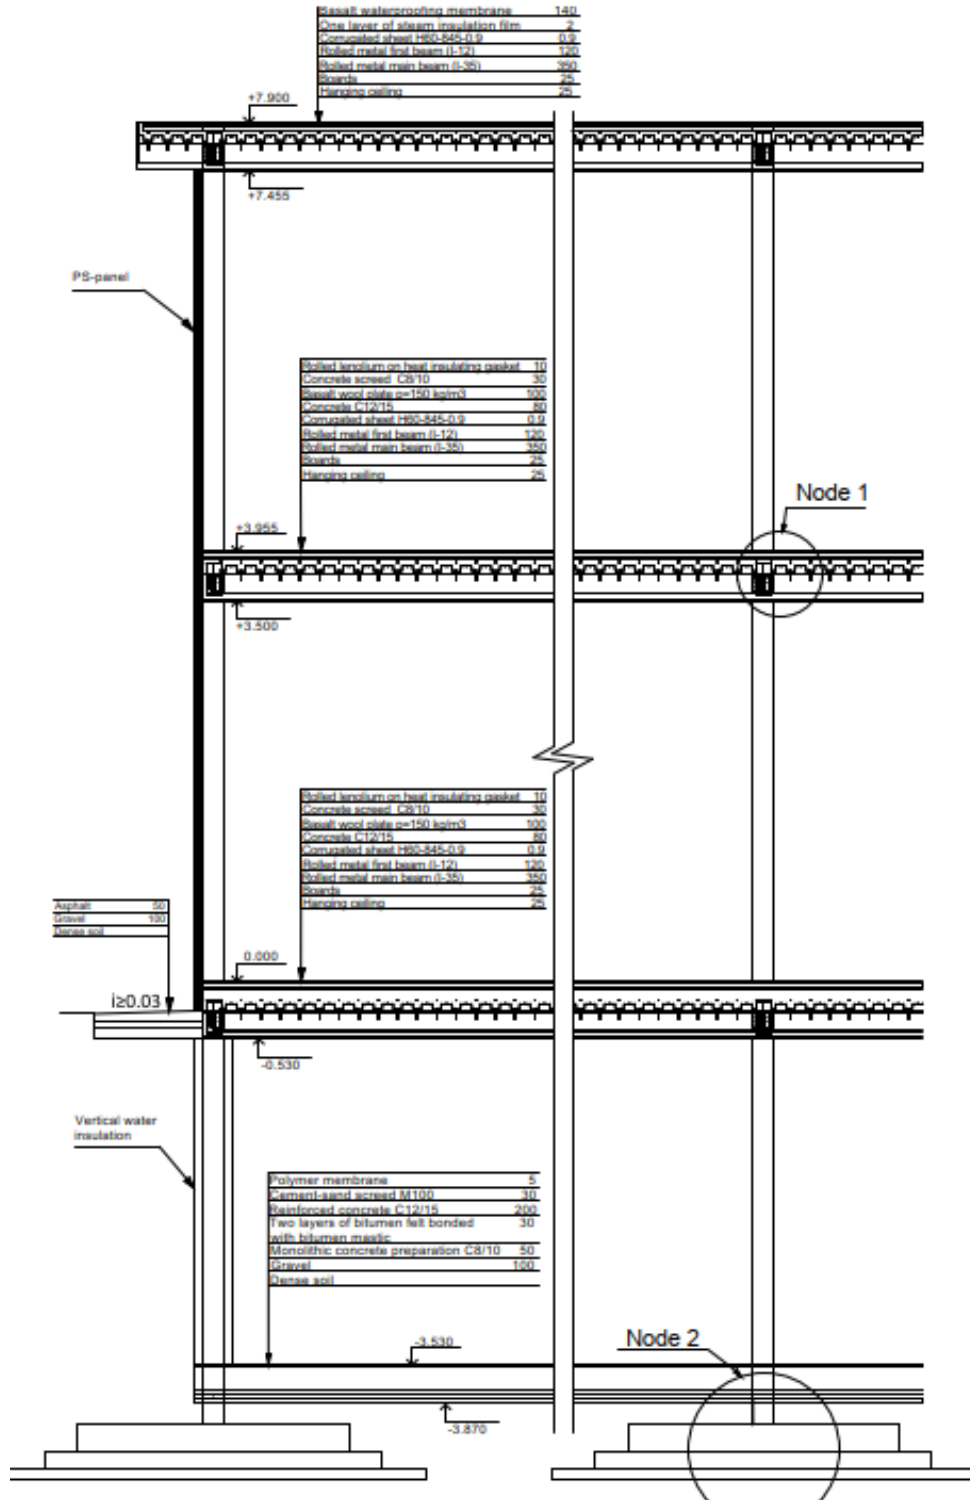 Basalt waterproofing membrane 140
One layer of steam insulation film 2
Corrugated sheet H60-845-0.9 0.9
Rolled metal first beam (I-12) 120
Rolled metal main beam (I-35) 350
Boards 25
Hanging ceiling 25
+7.900
+7.455
PS-panel
Rolled lenolium on heat insulating gasket 10
Concrete screed C8/10 30
Basalt wool plate p=150 kg/m3 100
Concrete C12/15 80
Corrugated sheet H60-845-0.9 0.9
Rolled metal first beam (I-12) 120
Rolled metal main beam (I-35) 350
Boards 25
Hanging ceiling 25
Node 1
+3.955
+3.500
Rolled lenolium on heat insulating gasket 10
Concrete screed C8/10 30
Basalt wool plate p=150 kg/m3 100
Concrete C12/15 80
Corrugated sheet H60-845-0.9 0.9
Rolled metal first beam (I-12) 120
Rolled metal main beam (I-35) 350
Boards 25
Hanging ceiling 25
Asphalt 50
Gravel 100
Dense soil
0.000
i≥0.03
-0.530
Vertical water
insulation
Polymer membrane 5
Cement-sand screed M100 30
Reinforced concrete C12/15 200
Two layers of bitumen felt bonded 30
with bitumen mastic
Monolithic concrete preparation C8/10 50
Gravel 100
Dense soil
-3.530
Node 2
-3.870